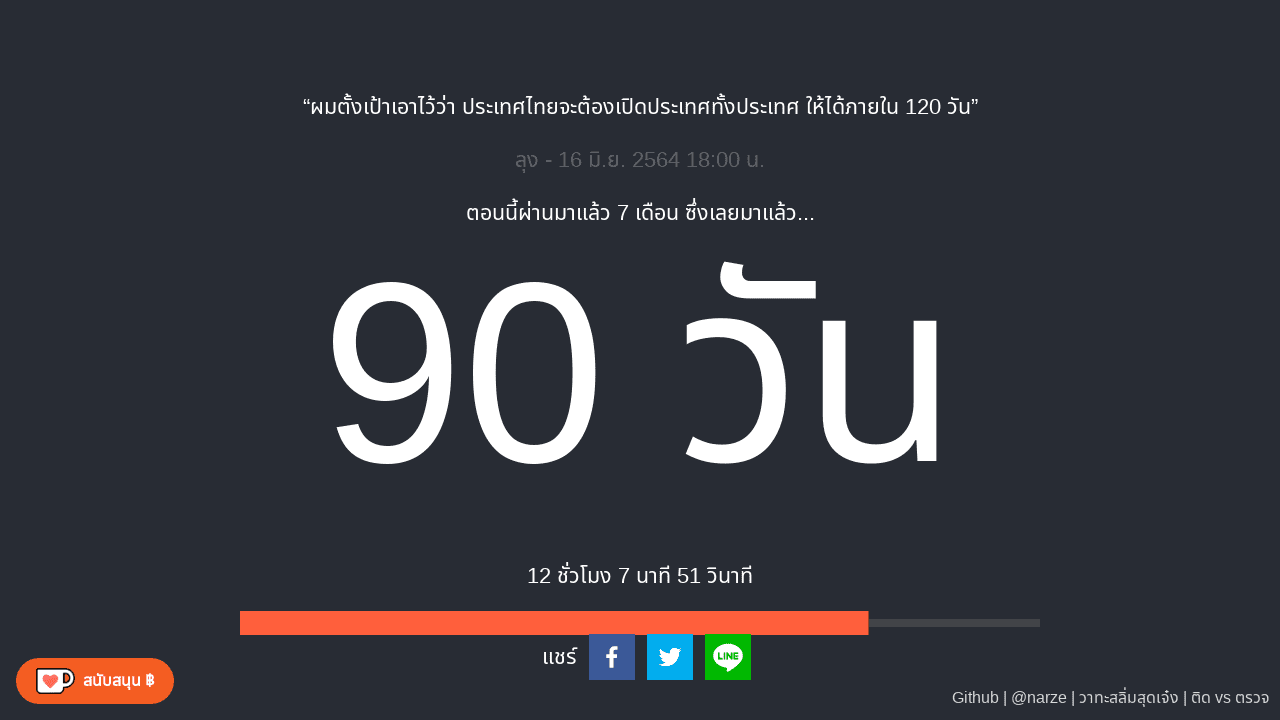 “ผมตั้งเป้าเอาไว้ว่า ประเทศไทยจะต้องเปิดประเทศทั้งประเทศ ให้ได้ภายใน 120 วัน”
ลุง - 16 มิ.ย. 2564 18:00 น.
ตอนนี้ผ่านมาแล้ว 7 เดือน ซึ่งเลยมาแล้ว...
90 วัน
12 ชั่วโมง 7 นาที 51 วินาที
แชร์
LINE
สนับสนุน ฿
Github | @narze | วาทะสลิ่มสุดเจ๋ง | ติด vs ตรวจ